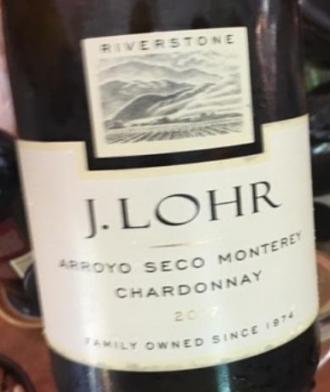 RIVERSTONE
J. LOHR
ARROYO SECO MONTEREY
CHARDONNAY
FAMILY OWNED SINCE 1974